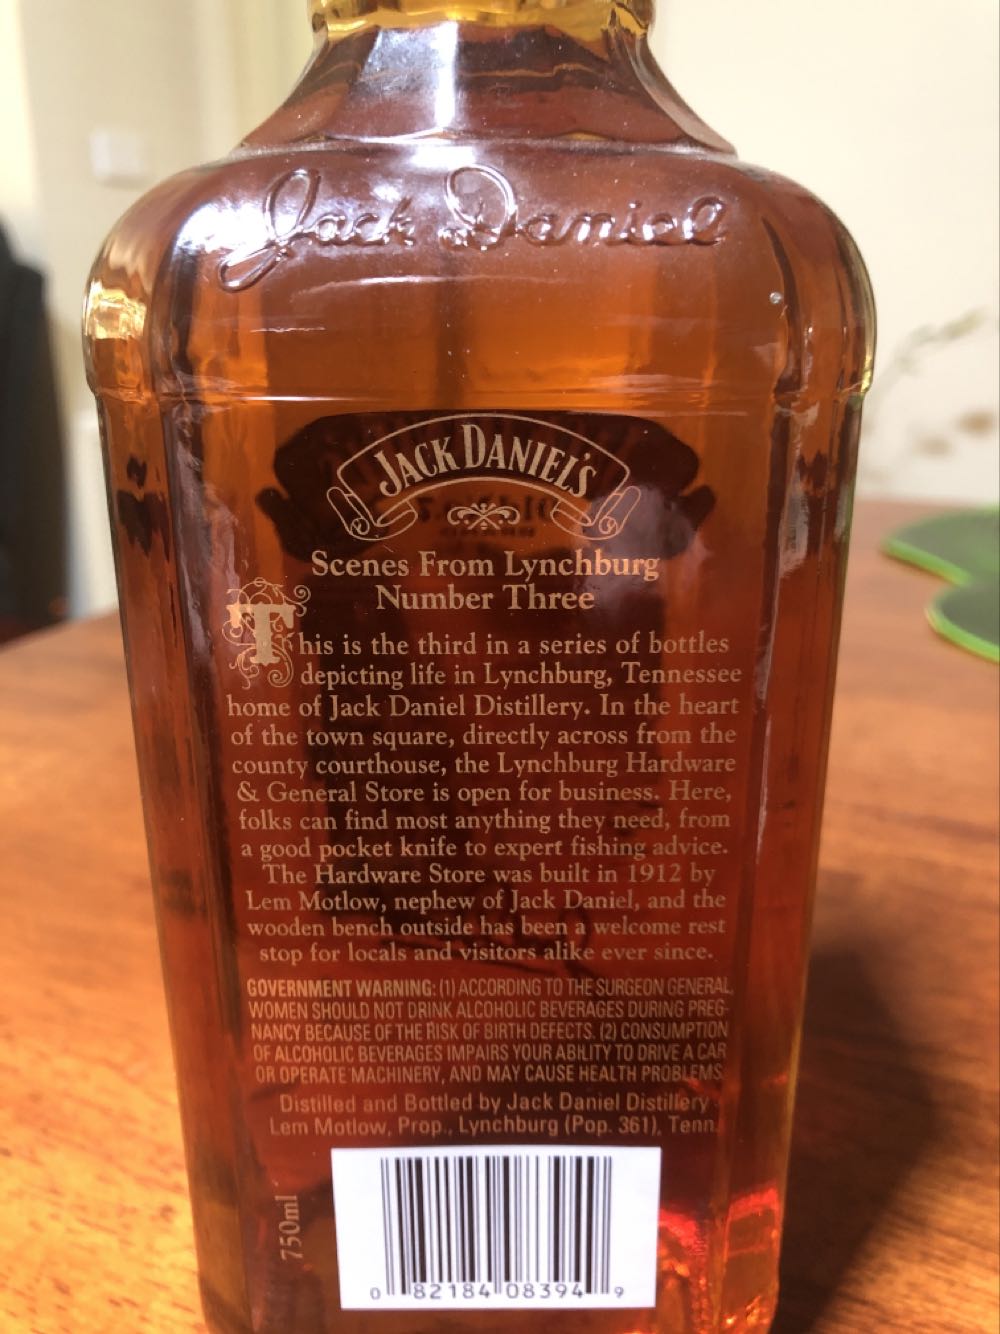 Jack Daniel
JACK DANIEL'S
Scenes From Lynchburg
Number Three
This is the third in a series of bottles
depicting life in Lynchburg, Tennessee
home of Jack Daniel Distillery. In the heart
of the town square, directly across from the
county courthouse, the Lynchburg Hardware
& General Store is open for business. Here,
folks can find most anything they need, from
a good pocket knife to expert fishing advice.
The Hardware Store was built in 1912 by
Lem Motlow, nephew of Jack Daniel, and the
wooden bench outside has been a welcome rest
stop for locals and visitors alike ever since.
GOVERNMENT WARNING: (1) ACCORDING TO THE SURGEON GENERAL,
WOMEN SHOULD NOT DRINK ALCOHOLIC BEVERAGES DURING PREG-
NANCY BECAUSE OF THE RISK OF BIRTH DEFECTS. (2) CONSUMPTION
OF ALCOHOLIC BEVERAGES IMPAIRS YOUR ABILITY TO DRIVE A CAR
OR OPERATE MACHINERY, AND MAY CAUSE HEALTH PROBLEMS
Distilled and Bottled by Jack Daniel Distillery
Lem Motlow, Prop., Lynchburg (Pop. 361), Tenn.
750ml
0 82184 08394 9